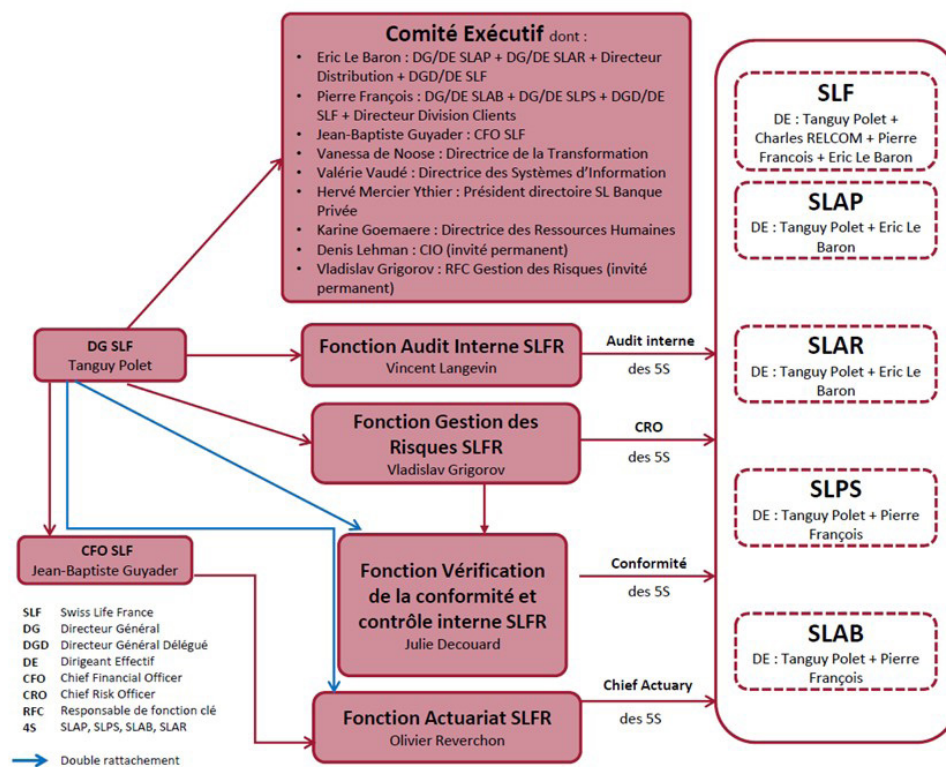 Comité Exécutif dont :
• Eric Le Baron : DG/DE SLAP + DG/DE SLAR + Directeur
Distribution + DGD/DE SLF
• Pierre François : DG/DE SLAB + DG/DE SLPS + DGD/DE
SLF + Directeur Division Clients
• Jean-Baptiste Guyader : CFO SLF
• Vanessa de Noose : Directrice de la Transformation
• Valérie Vaudé : Directrice des Systèmes d'Information
• Hervé Mercier Ythier : Président directoire SL Banque
Privée
• Karine Goemaere : Directrice des Ressources Humaines
• Denis Lehman : CIO (invité permanent)
• Vladislav Grigorov : RFC Gestion des Risques (invité
permanent)
SLF
DE : Tanguy Polet +
Charles RELCOM + Pierre
Francois + Eric Le Baron
SLAP
DE : Tanguy Polet + Eric Le
Baron
DG SLF
Tanguy Polet
Fonction Audit Interne SLFR
Vincent Langevin
Audit interne
des 5S
SLAR
DE : Tanguy Polet + Eric Le
Baron
Fonction Gestion des
Risques SLFR
Vladislav Grigorov
CRO
des 5S
SLPS
DE : Tanguy Polet + Pierre
François
CFO SLF
Jean-Baptiste Guyader
Fonction Vérification
de la conformité et
contrôle interne SLFR
Julie Decouard
Conformité
des 5S
SLAB
DE : Tanguy Polet + Pierre
François
Fonction Actuariat SLFR
Olivier Reverchon
Chief Actuary
des 5S
SLF Swiss Life France
DG Directeur Général
DGD Directeur Général Délégué
DE Dirigeant Effectif
CFO Chief Financial Officer
CRO Chief Risk Officer
RFC Responsable de fonction clé
4S SLAP, SLPS, SLAB, SLAR
Double rattachement